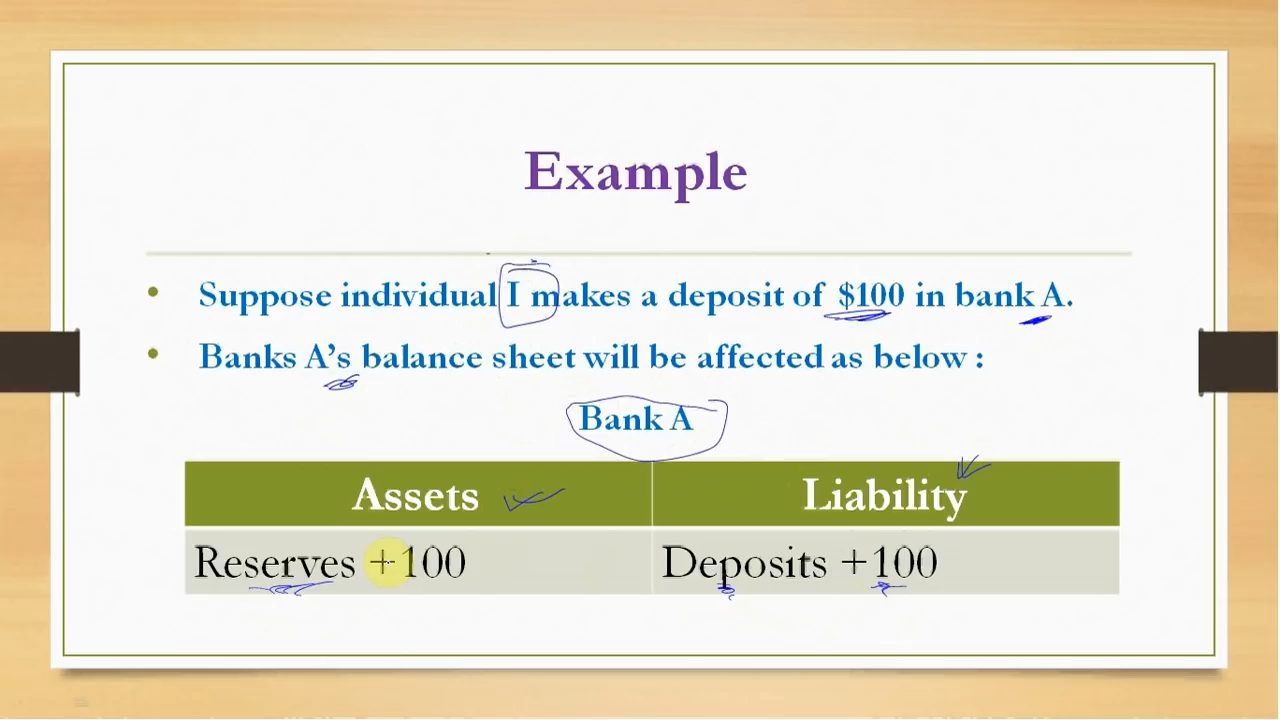 Example
• Suppose individual I makes a deposit of $100 in bank A.
• Banks A's balance sheet will be affected as below :
Bank A
Assets Liability
Reserves +100 Deposits +100